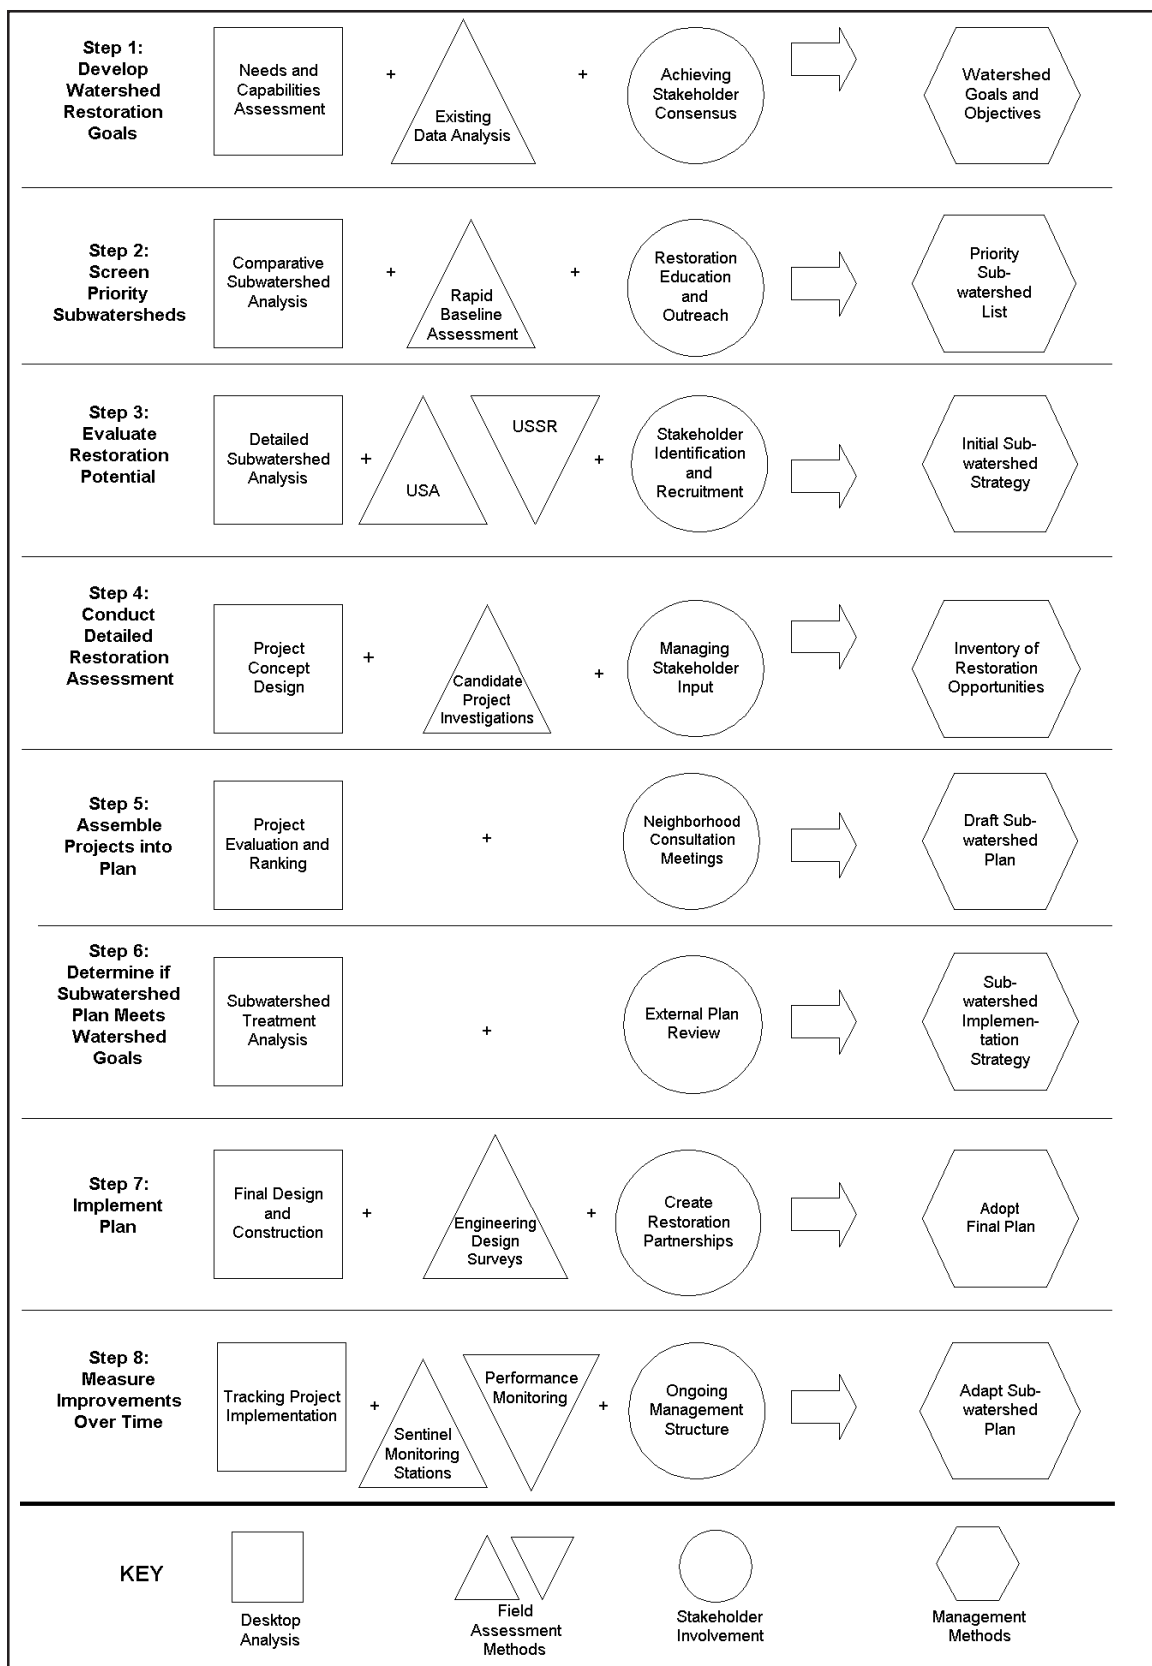 Step 1:
Develop
Watershed
Restoration
Goals
Needs and
Capabilities
Assessment
+
Existing
Data Analysis
+
Achieving
Stakeholder
Consensus
Watershed
Goals and
Objectives
Step 2:
Screen
Priority
Subwatersheds
Comparative
Subwatershed
Analysis
+
Rapid
Baseline
Assessment
+
Restoration
Education
and
Outreach
Priority
Sub-
watershed
List
Step 3:
Evaluate
Restoration
Potential
Detailed
Subwatershed
Analysis
+
USA
USSR
+
Stakeholder
Identification
and
Recruitment
Initial Sub-
watershed
Strategy
Step 4:
Conduct
Detailed
Restoration
Assessment
Project
Concept
Design
+
Candidate
Project
Investigations
+
Managing
Stakeholder
Input
Inventory of
Restoration
Opportunities
Step 5:
Assemble
Projects into
Plan
Project
Evaluation and
Ranking
+
Neighborhood
Consultation
Meetings
Draft Sub-
watershed
Plan
Step 6:
Determine if
Subwatershed
Plan Meets
Watershed
Goals
Subwatershed
Treatment
Analysis
+
External Plan
Review
Sub-
watershed
Implemen-
tation
Strategy
Step 7:
Implement
Plan
Final Design
and
Construction
+
Engineering
Design
Surveys
+
Create
Restoration
Partnerships
Adopt
Final Plan
Step 8:
Measure
Improvements
Over Time
Tracking Project
Implementation
+
Sentinel
Monitoring
Stations
Performance
Monitoring
+
Ongoing
Management
Structure
Adapt Sub-
watershed
Plan
KEY
Desktop
Analysis
Field
Assessment
Methods
Stakeholder
Involvement
Management
Methods